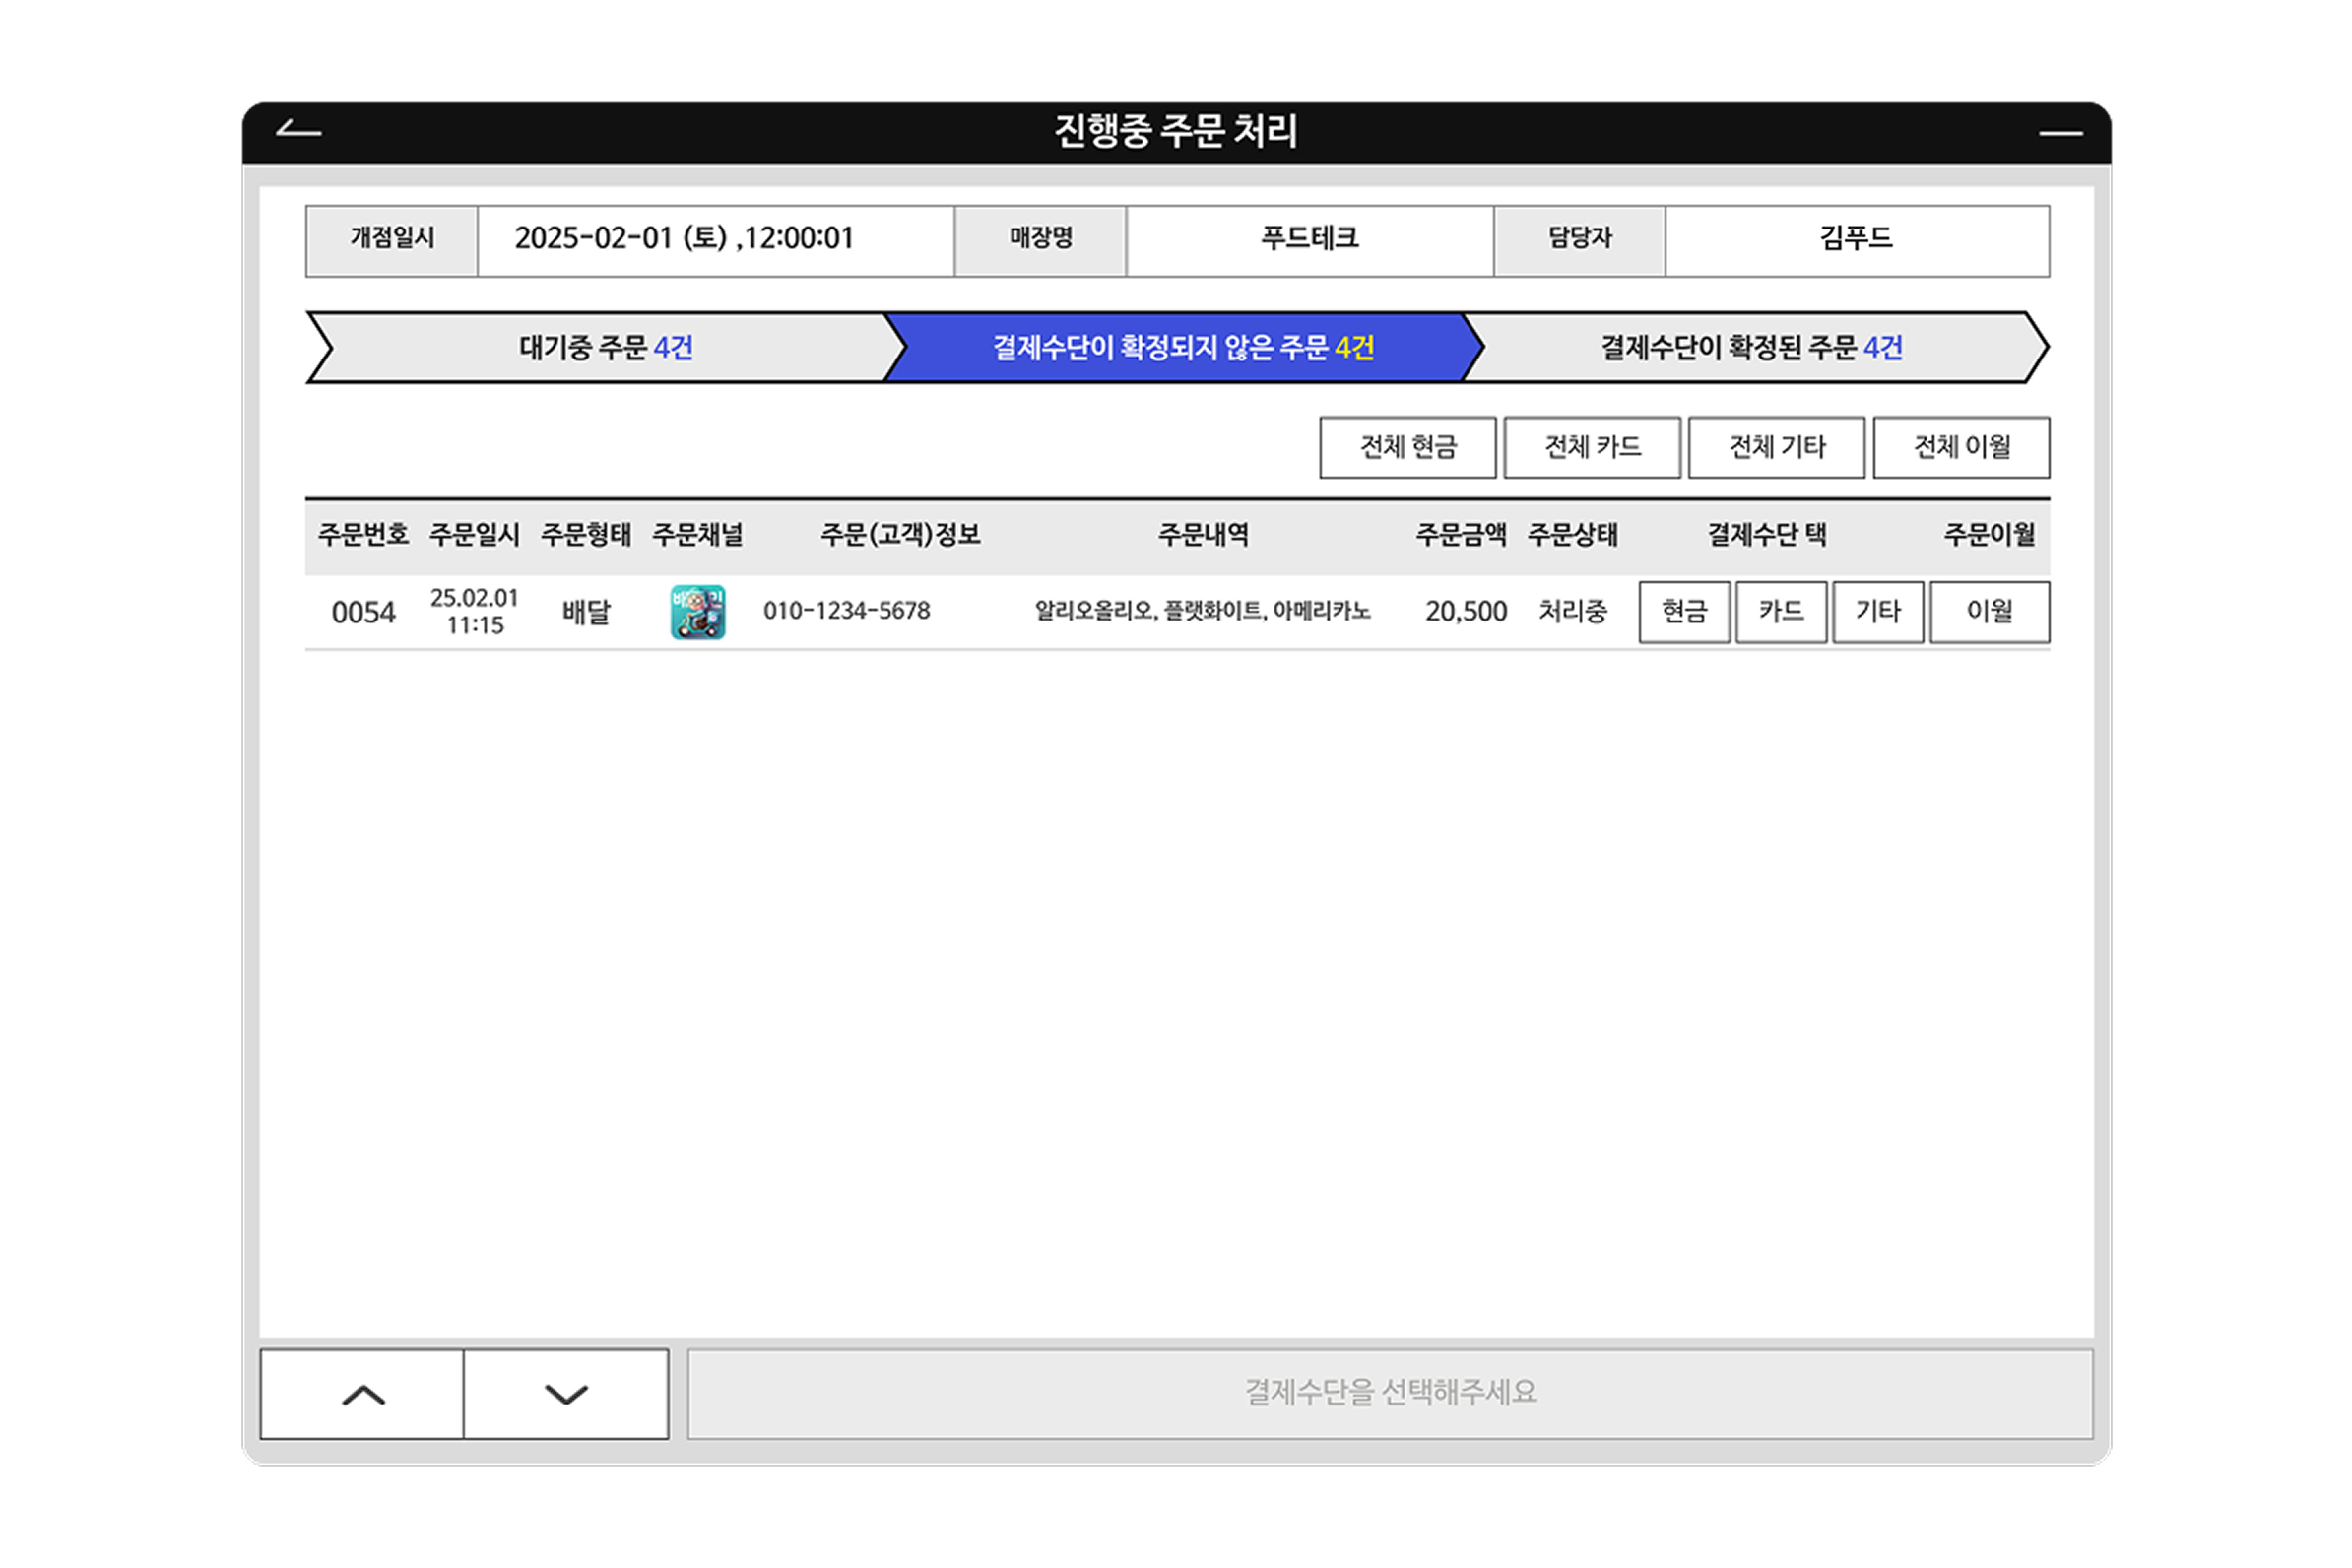 진행중 주문 처리
개점일시 2025-02-01 (토) ,12:00:01 매장명 푸드테크 담당자 김푸드
대기중 주문 4건 결제수단이 확정되지 않은 주문 4건 결제수단이 확정된 주문 4건
전체 현금 전체 카드 전체 기타 전체 이월
주문번호 주문일시 주문형태 주문채널 주문(고객)정보 주문내역 주문금액 주문상태 결제수단 택 주문이월
0054 25.02.01 배달 010-1234-5678 알리오올리오, 플랫화이트, 아메리카노 20,500 처리중 현금 카드 기타 이월
11:15
결제수단을 선택해주세요